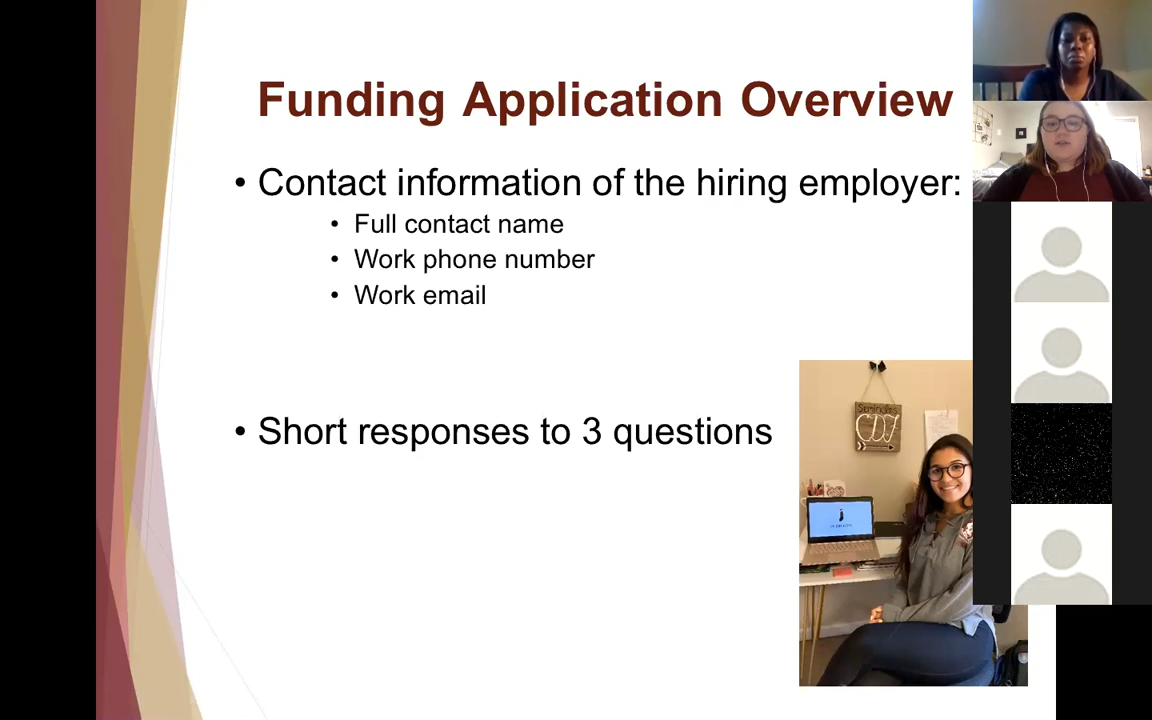 Funding Application Overview
• Contact information of the hiring employer:
• Full contact name
• Work phone number
• Work email
• Short responses to 3 questions